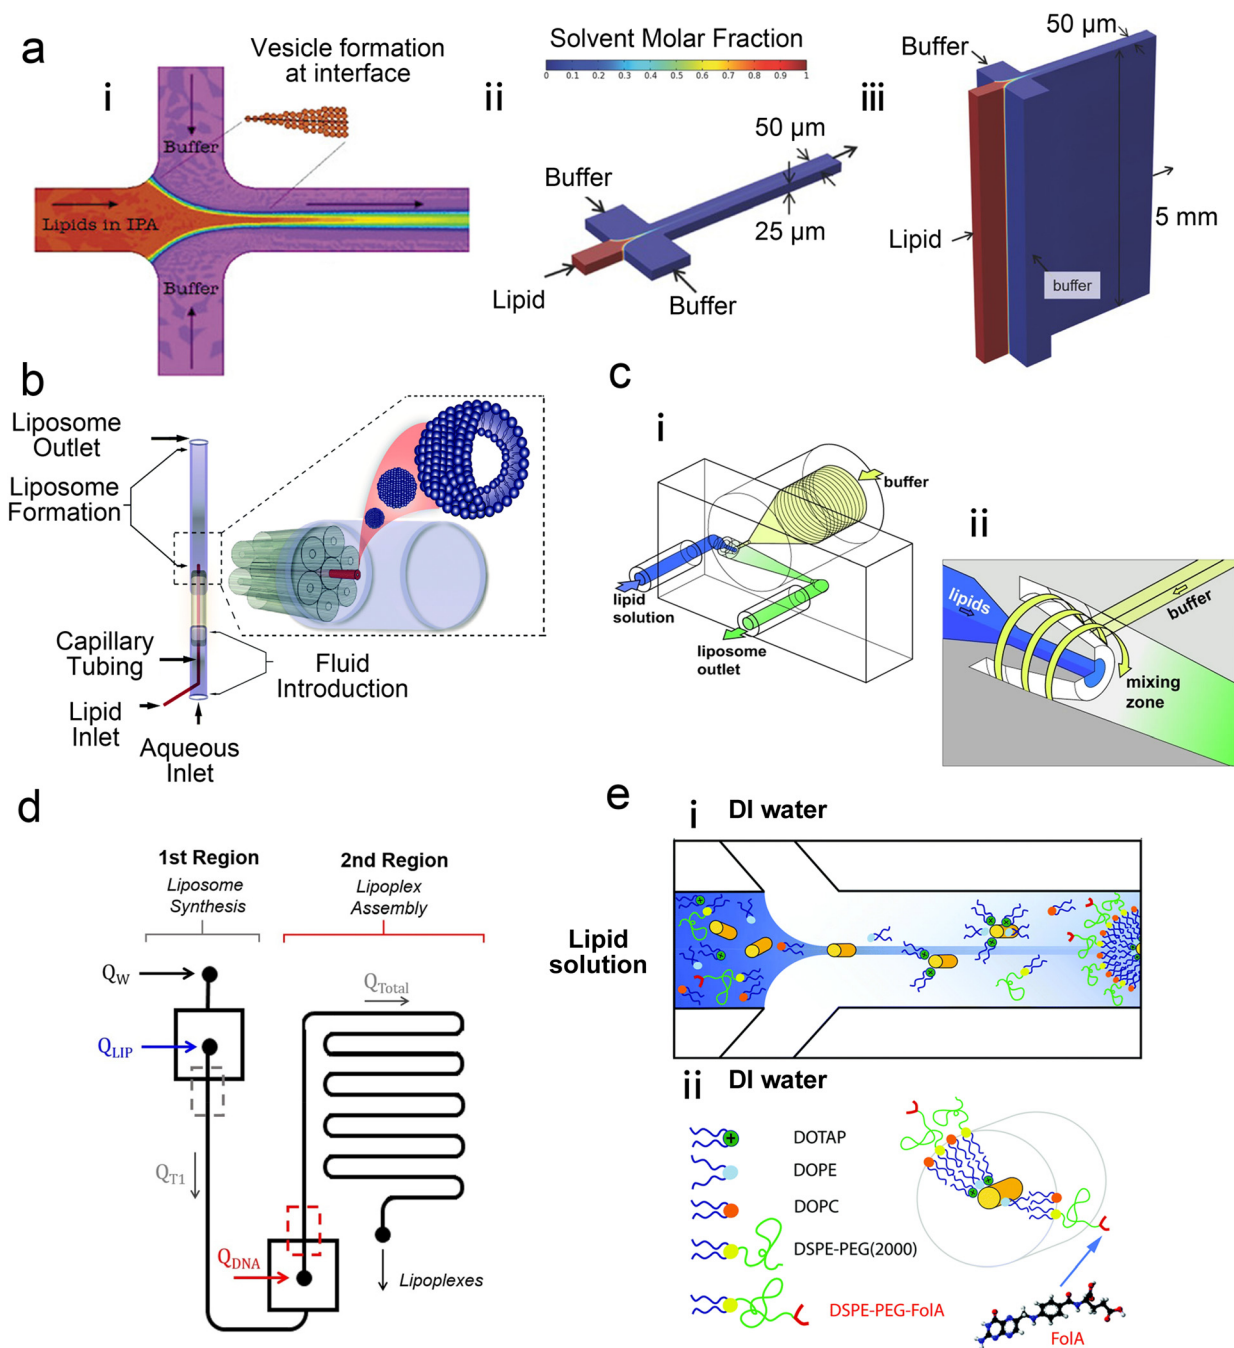 a
i
Vesicle formation
at interface
Buffer
Lipids in IPA
Buffer
ii
Solvent Molar Fraction
0 0.1 0.2 0.3 0.4 0.5 0.6 0.7 0.8 0.9 1
50 µm
Buffer
25 µm
Lipid
Buffer
iii
50 µm
Buffer
Lipid
5 mm
buffer
b
Liposome
Outlet
Liposome
Formation
Capillary
Tubing
Lipid
Inlet
Aqueous
Inlet
Fluid
Introduction
c
i
buffer
lipid
solution
liposome
outlet
ii
lipids
buffer
mixing
zone
d
1st Region
Liposome
Synthesis
2nd Region
Lipoplex
Assembly
QW
QLIP
QT1
QDNA
QTotal
Lipoplexes
e
i
DI water
Lipid
solution
DI water
ii
+ DOTAP
DOPE
DOPC
DSPE-PEG(2000)
DSPE-PEG-FolA
FolA